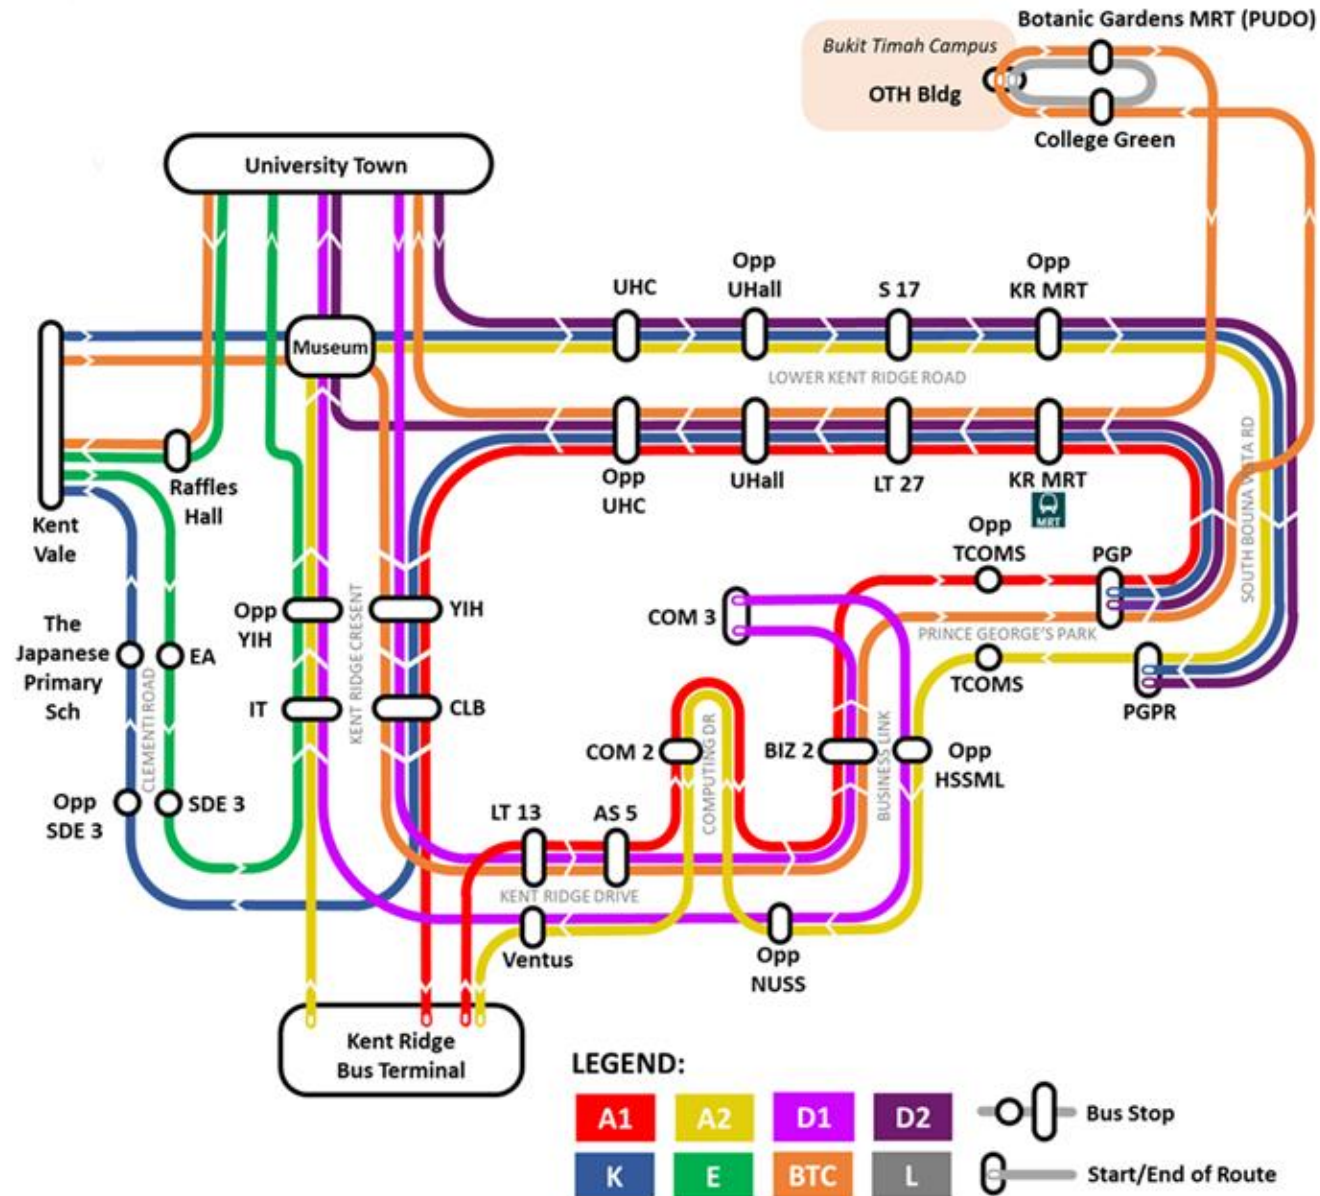 Botanic Gardens MRT (PUDO)
Bukit Timah Campus
OTH Bldg
College Green
University Town
UHC
Opp
UHall
S 17
Opp
KR MRT
Museum
LOWER KENT RIDGE ROAD
Kent
Vale
Raffles
Hall
Opp
UHC
UHall
LT 27
KR MRT
MRT
SOUTH BOUNA VISTA RD
Opp
TCOMS
PGP
COM 3
PRINCE GEORGE'S PARK
TCOMS
PGPR
The
Japanese
Primary
Sch
EA
CLEMENTI ROAD
Opp
YIH
KENT RIDGE CRESENT
YIH
IT
CLB
Opp
SDE 3
SDE 3
COM 2
COMPUTING DR
BIZ 2
BUSINESS LINK
Opp
HSSML
LT 13
AS 5
KENT RIDGE DRIVE
Ventus
Opp
NUSS
Kent Ridge
Bus Terminal
LEGEND:
A1
A2
D1
D2
Bus Stop
K
E
BTC
L
Start/End of Route